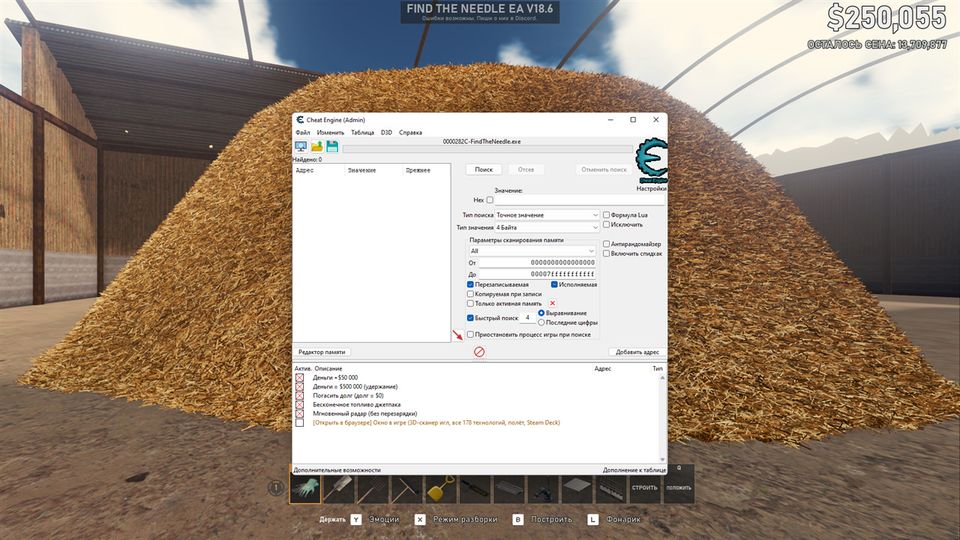 FIND THE NEEDLE EA V18.6
Ошибки возможны. Пиши о них в Discord.
$250,055
ОСТАЛОСЬ СЕНА: 13,709,877
Cheat Engine (Admin)
Файл Изменить Таблица D3D Справка
0000282C-FindTheNeedle.exe
Найдено: 0
Адрес Значение Прежнее
Поиск Отсев Отменить поиск
Cheat Engine
Настройки
Значение:
Hex
Тип поиска Точное значение
Формула Lua
Тип значения 4 Байта
Исключить
Параметры сканирования памяти
All
Антирандомайзер
Включить спидхак
От 0000000000000000
До 00007fffffffffff
Перезаписываемая Исполняемая
Копируемая при записи
Только активная память
Быстрый поиск 4 Выравнивание
Последние цифры
Приостановить процесс игры при поиске
Редактор памяти Добавить адрес
Актив. Описание Адрес Тип
Деньги +$50 000
Деньги = $500 000 (удержание)
Погасить долг (долг = $0)
Бесконечное топливо джетпака
Мгновенный радар (без перезарядки)
[Открыть в браузере] Окно в игре (3D-сканер игл, все 178 технологий, полёт, Steam Deck)
Дополнительные возможности Дополнение к таблице
1
СТРОИТЬ
Q
ПОЛОЖИТЬ
Держать Y Эмоции X Режим разборки B Построить L Фонарик